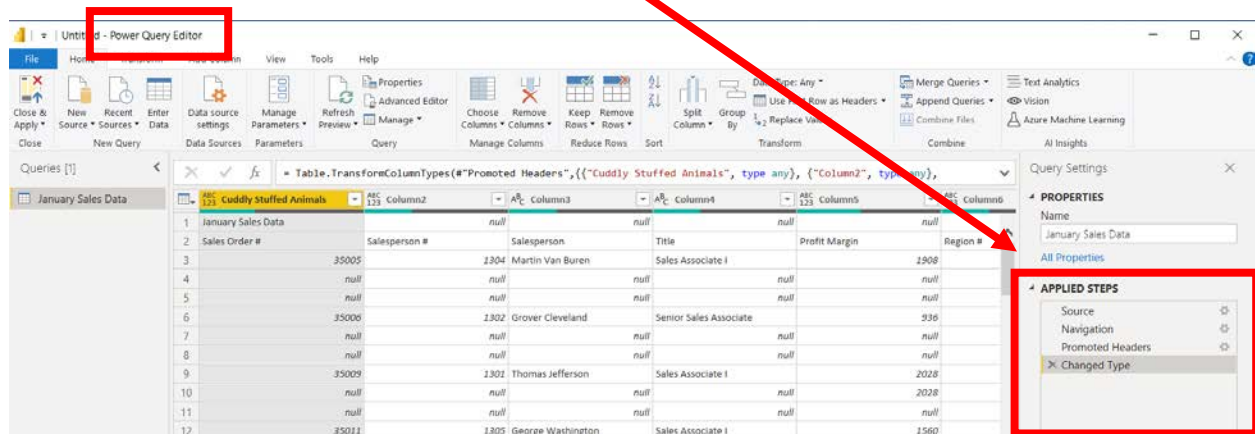 Untitled - Power Query Editor
File Home View Tools Help
Close & Apply New Source Recent Sources Enter Data Data source settings Manage Parameters Refresh Preview Properties Advanced Editor Manage Choose Columns Remove Columns Keep Rows Remove Rows Split Column Group By Data Type: Any Use First Row as Headers Replace Values Merge Queries Append Queries Combine Files Text Analytics Vision Azure Machine Learning
Close New Query Data Sources Parameters Query Manage Columns Reduce Rows Sort Transform Combine AI Insights
Queries [1]
January Sales Data
= Table.TransformColumnTypes(#"Promoted Headers",{{"Cuddly Stuffed Animals", type any}, {"Column2", type any},
Cuddly Stuffed Animals Column2 Column3 Column4 Column5 Column6
1 January Sales Data null null null null
2 Sales Order # Salesperson # Salesperson Title Profit Margin Region #
3 35005 1304 Martin Van Buren Sales Associate I 1908
4 null null null null null
5 null null null null null
6 35006 1302 Grover Cleveland Senior Sales Associate 936
7 null null null null null
8 null null null null null
9 35009 1301 Thomas Jefferson Sales Associate I 2028
10 null null null null 2028
11 null null null null null
12 35011 1305 George Washington Sales Associate I 1560
Query Settings
PROPERTIES
Name
January Sales Data
All Properties
APPLIED STEPS
Source
Navigation
Promoted Headers
Changed Type